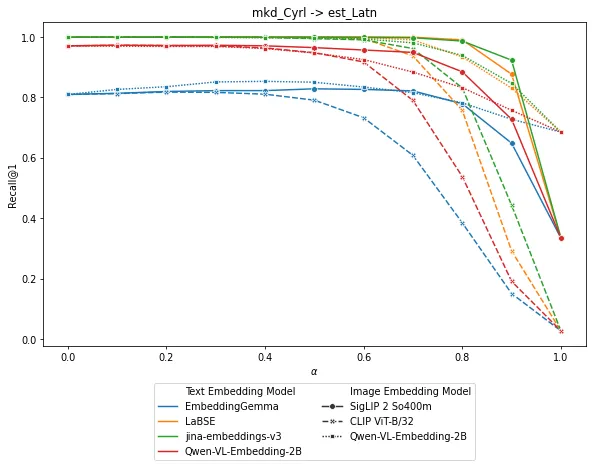 mkd_Cyrl -> est_Latn
1.0
0.8
0.6
0.4
0.2
0.0
Recall@1
0.0 0.2 0.4 0.6 0.8 1.0
α
Text Embedding Model
EmbeddingGemma
LaBSE
jina-embeddings-v3
Qwen-VL-Embedding-2B
Image Embedding Model
SigLIP 2 So400m
CLIP ViT-B/32
Qwen-VL-Embedding-2B